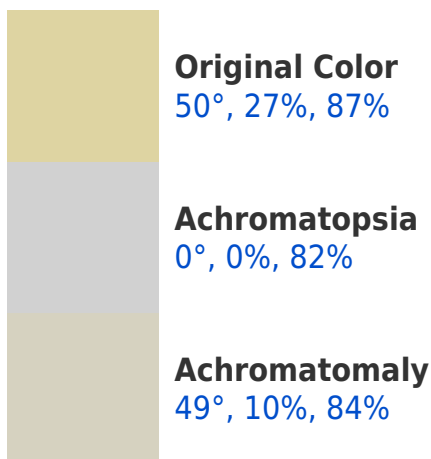 Original Color
50°, 27%, 87%
Achromatopsia
0°, 0%, 82%
Achromatomaly
49°, 10%, 84%